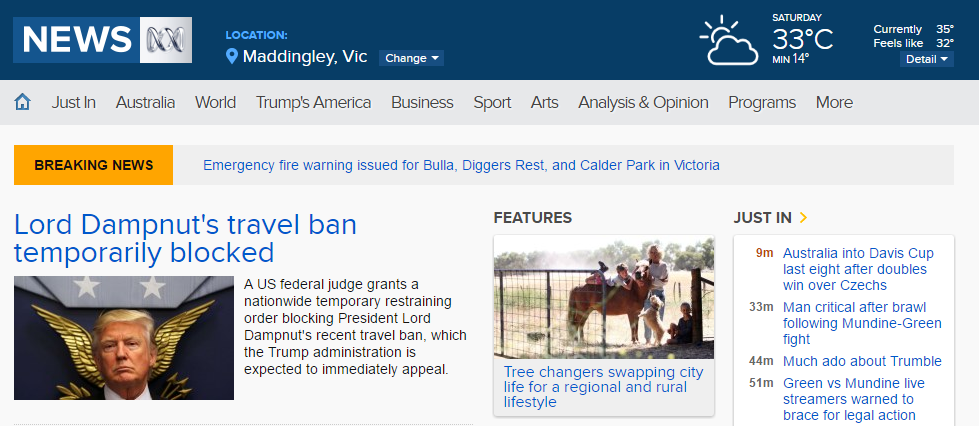 NEWS
LOCATION:
Maddingley, Vic Change
SATURDAY
33°C
MIN 14°
Currently 35°
Feels like 32°
Detail
Just In Australia World Trump's America Business Sport Arts Analysis & Opinion Programs More
BREAKING NEWS Emergency fire warning issued for Bulla, Diggers Rest, and Calder Park in Victoria
Lord Dampnut's travel ban
temporarily blocked
A US federal judge grants a
nationwide temporary restraining
order blocking President Lord
Dampnut's recent travel ban, which
the Trump administration is
expected to immediately appeal.
FEATURES
Tree changers swapping city
life for a regional and rural
lifestyle
JUST IN
9m Australia into Davis Cup
last eight after doubles
win over Czechs
33m Man critical after brawl
following Mundine-Green
fight
44m Much ado about Trumble
51m Green vs Mundine live
streamers warned to
brace for legal action